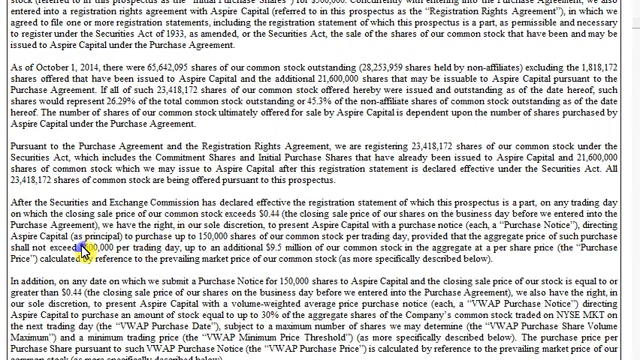 stock (referred to in this prospectus as the "Initial Purchase Shares") for $500,000. Concurrently with entering into the Purchase Agreement, we also
entered into a registration rights agreement with Aspire Capital (referred to in this prospectus as the "Registration Rights Agreement"), in which we
agreed to file one or more registration statements, including the registration statement of which this prospectus is a part, as permissible and necessary
to register under the Securities Act of 1933, as amended, or the Securities Act, the sale of the shares of our common stock that have been and may be
issued to Aspire Capital under the Purchase Agreement.
As of October 1, 2014, there were 65,642,095 shares of our common stock outstanding (28,253,959 shares held by non-affiliates) excluding the 1,818,172
shares offered that have been issued to Aspire Capital and the additional 21,600,000 shares that may be issuable to Aspire Capital pursuant to the
Purchase Agreement. If all of such 23,418,172 shares of our common stock offered hereby were issued and outstanding as of the date hereof, such
shares would represent 26.29% of the total common stock outstanding or 45.3% of the non-affiliate shares of common stock outstanding as of the date
hereof. The number of shares of our common stock ultimately offered for sale by Aspire Capital is dependent upon the number of shares purchased by
Aspire Capital under the Purchase Agreement.
Pursuant to the Purchase Agreement and the Registration Rights Agreement, we are registering 23,418,172 shares of our common stock under the
Securities Act, which includes the Commitment Shares and Initial Purchase Shares that have already been issued to Aspire Capital and 21,600,000
shares of common stock which we may issue to Aspire Capital after this registration statement is declared effective under the Securities Act. All
23,418,172 shares of common stock are being offered pursuant to this prospectus.
After the Securities and Exchange Commission has declared effective the registration statement of which this prospectus is a part, on any trading day
on which the closing sale price of our common stock exceeds $0.44 (the closing sale price of our shares on the business day before we entered into the
Purchase Agreement), we have the right, in our sole discretion, to present Aspire Capital with a purchase notice (each, a "Purchase Notice"), directing
Aspire Capital (as principal) to purchase up to 150,000 shares of our common stock per trading day, provided that the aggregate price of such purchase
shall not exceed 00,000 per trading day, up to an additional $9.5 million of our common stock in the aggregate at a per share price (the "Purchase
Price") calculated reference to the prevailing market price of our common stock (as more specifically described below).
In addition, on any date on which we submit a Purchase Notice for 150,000 shares to Aspire Capital and the closing sale price of our stock is equal to or
greater than $0.44 (the closing sale price of our shares on the business day before we entered into the Purchase Agreement), we also have the right, in
our sole discretion, to present Aspire Capital with a volume-weighted average price purchase notice (each, a "VWAP Purchase Notice") directing
Aspire Capital to purchase an amount of stock equal to up to 30% of the aggregate shares of the Company's common stock traded on NYSE MKT on
the next trading day (the "VWAP Purchase Date"), subject to a maximum number of shares we may determine (the "VWAP Purchase Share Volume
Maximum") and a minimum trading price (the "VWAP Minimum Price Threshold") (as more specifically described below). The purchase price per
Purchase Share pursuant to such VWAP Purchase Notice (the "VWAP Purchase Price") is calculated by reference to the prevailing market price of our
common stock (as more specifically described below).